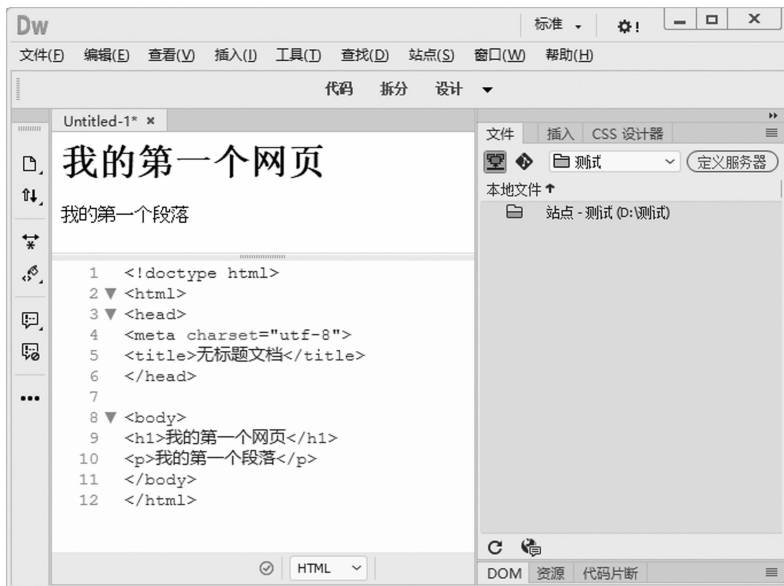 Dw 标准
文件(F) 编辑(E) 查看(V) 插入(I) 工具(T) 查找(D) 站点(S) 窗口(W) 帮助(H)
代码 拆分 设计
Untitled-1* ×
我的第一个网页
我的第一个段落
1 <!doctype html>
2 <html>
3 <head>
4 <meta charset="utf-8">
5 <title>无标题文档</title>
6 </head>
7
8 <body>
9 <h1>我的第一个网页</h1>
10 <p>我的第一个段落</p>
11 </body>
12 </html>
HTML
文件 插入 CSS 设计器
测试 定义服务器
本地文件
站点 - 测试 (D:\测试)
DOM 资源 代码片断